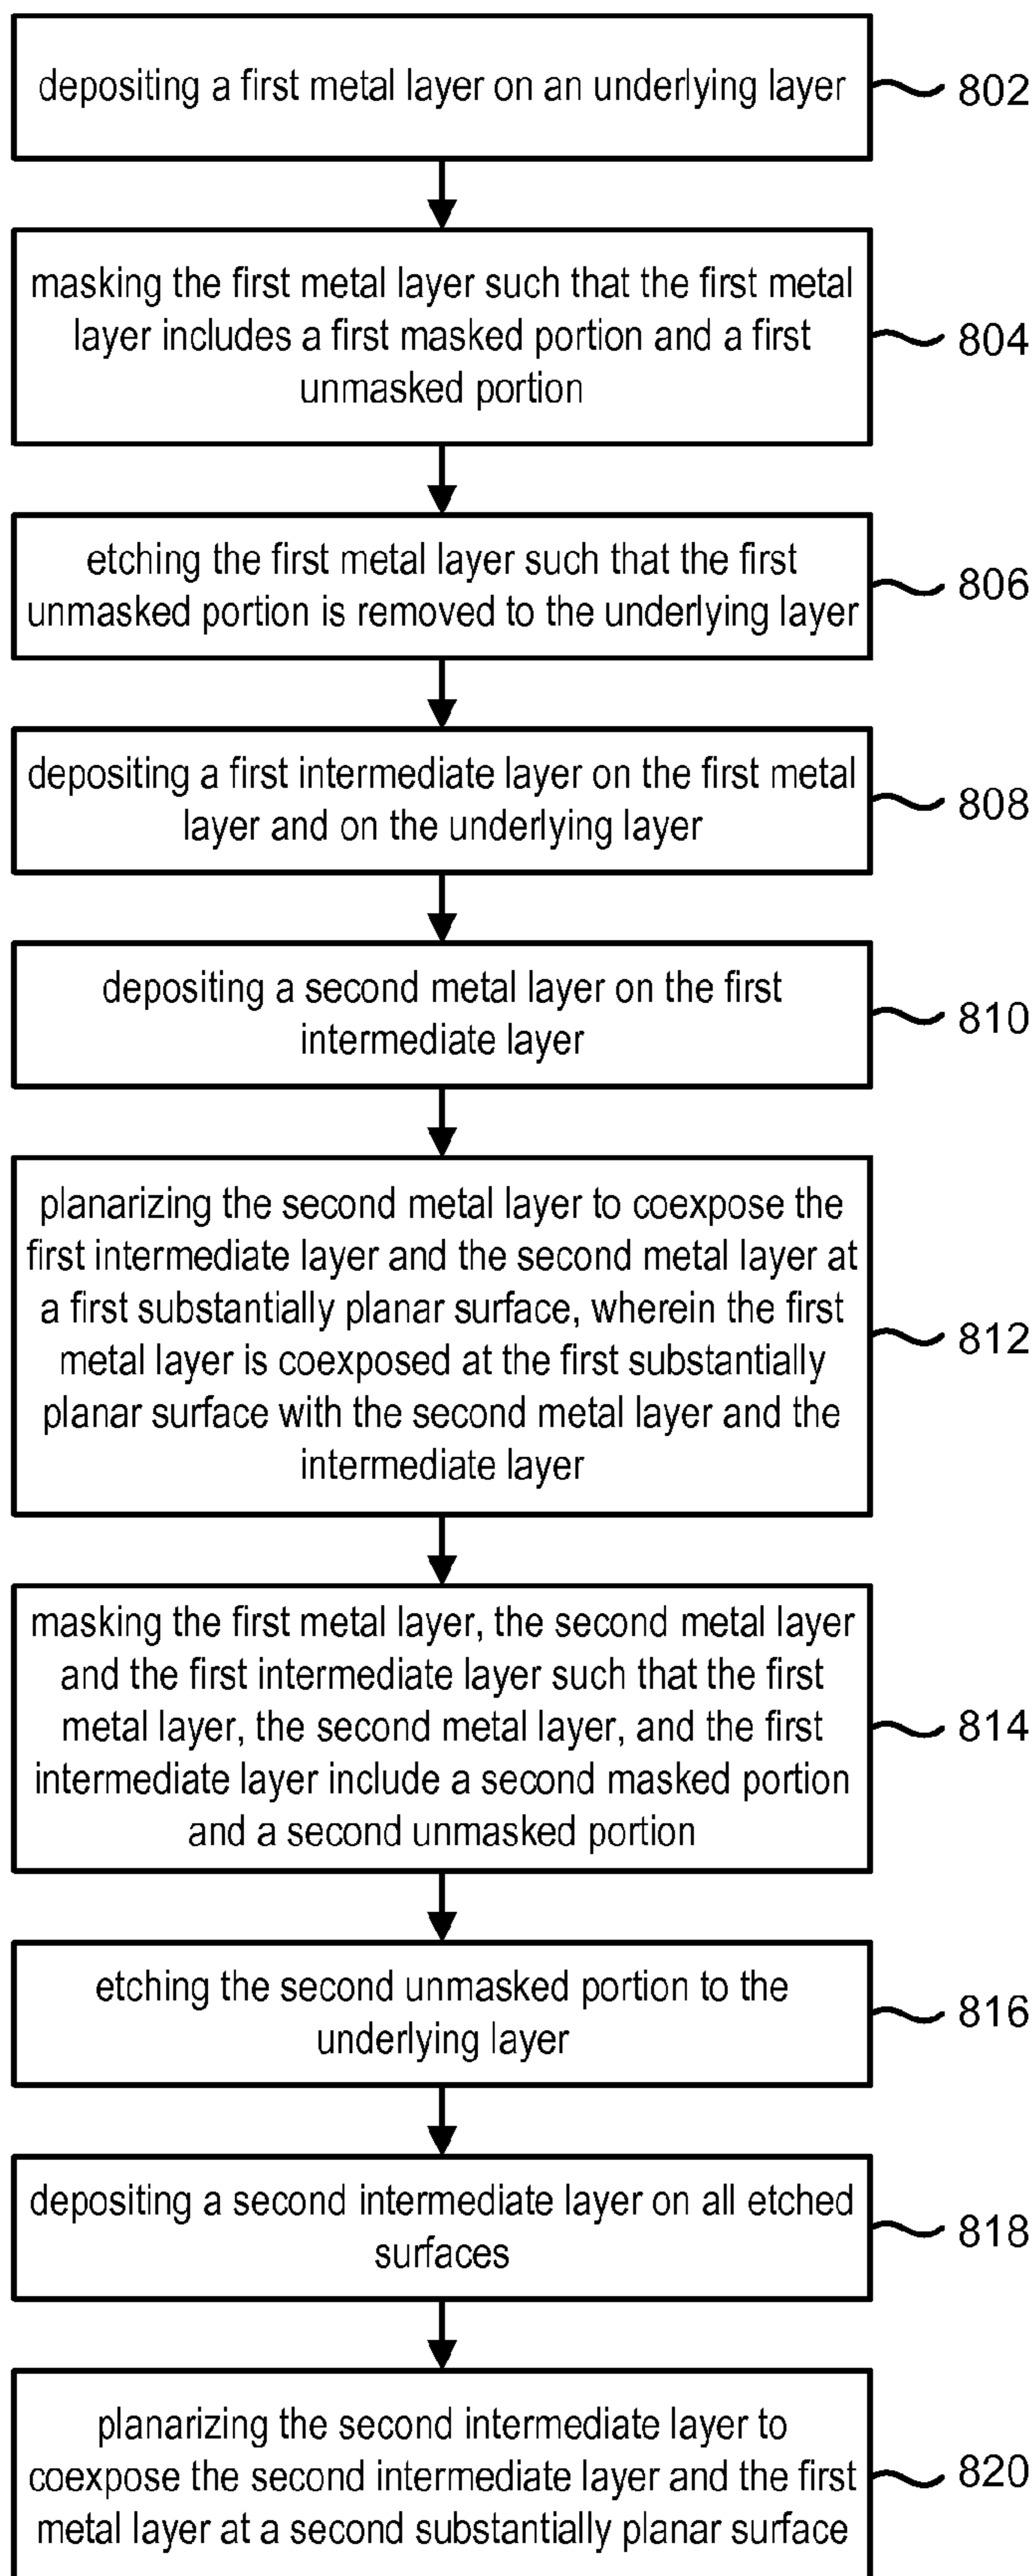 depositing a first metal layer on an underlying layer
802
masking the first metal layer such that the first metal
layer includes a first masked portion and a first
unmasked portion
804
etching the first metal layer such that the first
unmasked portion is removed to the underlying layer
806
depositing a first intermediate layer on the first metal
layer and on the underlying layer
808
depositing a second metal layer on the first
intermediate layer
810
planarizing the second metal layer to coexpose the
first intermediate layer and the second metal layer at
a first substantially planar surface, wherein the first
metal layer is coexposed at the first substantially
planar surface with the second metal layer and the
intermediate layer
812
masking the first metal layer, the second metal layer
and the first intermediate layer such that the first
metal layer, the second metal layer, and the first
intermediate layer include a second masked portion
and a second unmasked portion
814
etching the second unmasked portion to the
underlying layer
816
depositing a second intermediate layer on all etched
surfaces
818
planarizing the second intermediate layer to
coexpose the second intermediate layer and the first
metal layer at a second substantially planar surface
820